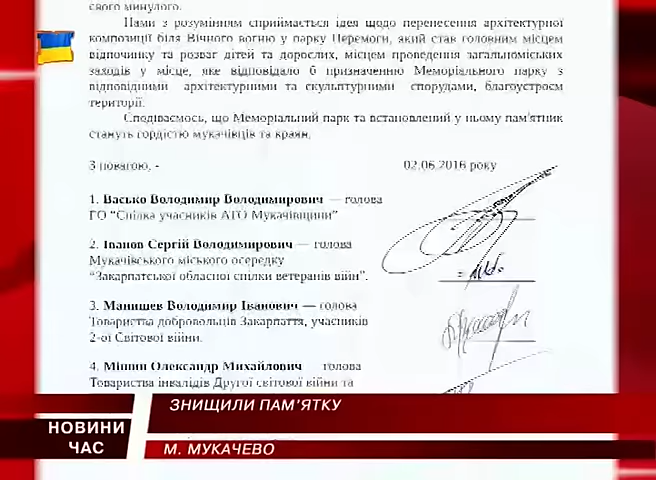 свого минулого.
Нами з розумінням сприймається ідея щодо перенесення архітектурної
композиції біля Вічного вогню у парку Перемоги, який став головним місцем
відпочинку та розваг дітей та дорослих, місцем проведення загальноміських
заходів у місце, яке відповідало б призначенню Меморіального парку з
відповідними архітектурними та скульптурними спорудами, благоустроєм
території.
Сподіваємось, що Меморіальний парк та встановлений у ньому пам'ятник
стануть гордістю мукачівців та краян.
З повагою, - 02.06.2016 року
1. Васько Володимир Володимирович — голова
ГО "Спілка учасників АТО Мукачівщини"
2. Іванов Сергій Володимирович — голова
Мукачівського міського осередку
"Закарпатської обласної спілки ветеранів війн".
3. Манишев Володимир Іванович — голова
Товариства добровольців Закарпаття, учасників
2-ої Світової війни.
4. Мішин Олександр Михайлович — голова
Товариства інвалідів Другої світової війни та
ЗНИЩИЛИ ПАМ'ЯТКУ
НОВИНИ
ЧАС
М. МУКАЧЕВО